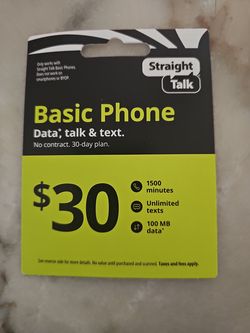 Only works with
Straight Talk Basic Phones.
Does not work on
smartphones or BYOP.
Straight
Talk
Basic Phone
Data*, talk & text.
No contract. 30-day plan.
$30
1500
minutes
Unlimited
texts
100 MB
data*
See reverse side for more details. No value until purchased and scanned. Taxes and fees apply.